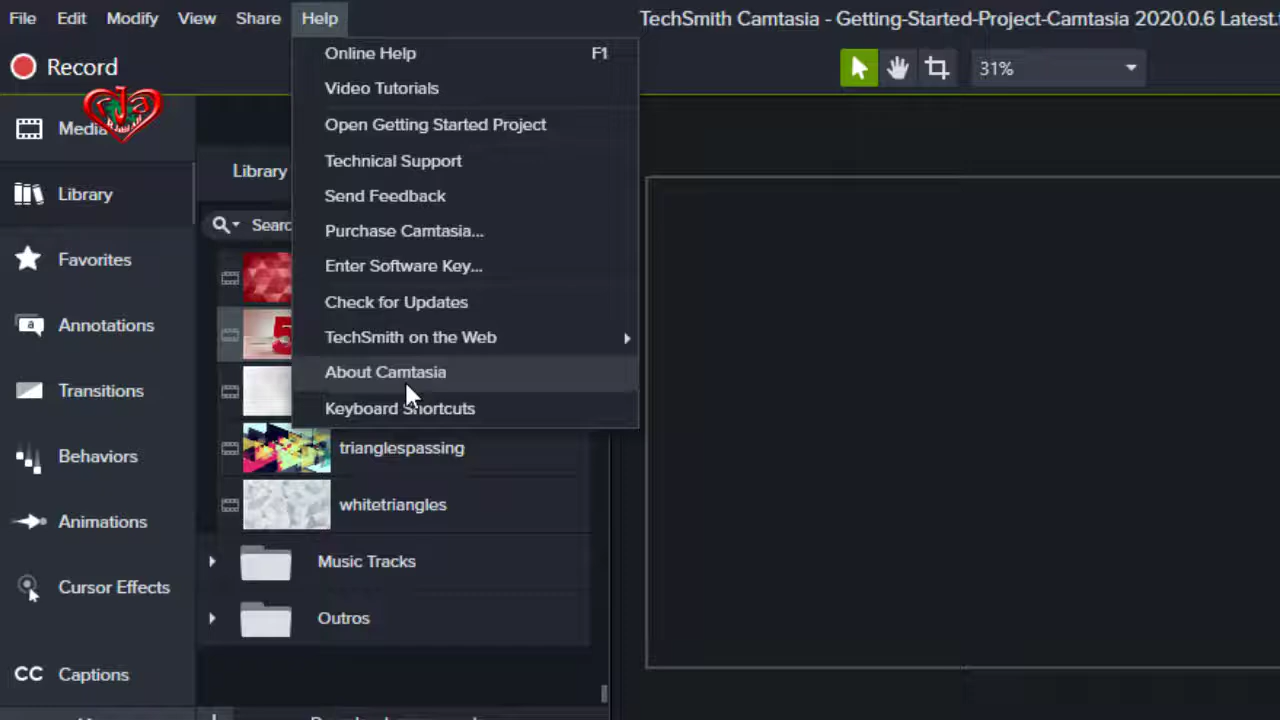 File Edit Modify View Share Help
TechSmith Camtasia - Getting-Started-Project-Camtasia 2020.0.6 Latest.
Record
31%
Online Help F1
Video Tutorials
Open Getting Started Project
Technical Support
Send Feedback
Purchase Camtasia...
Enter Software Key...
Check for Updates
TechSmith on the Web
About Camtasia
Keyboard Shortcuts
Media
Library
Favorites
a
Annotations
Transitions
Behaviors
Animations
Cursor Effects
CC Captions
Library
Searc
trianglespassing
whitetriangles
Music Tracks
Outros